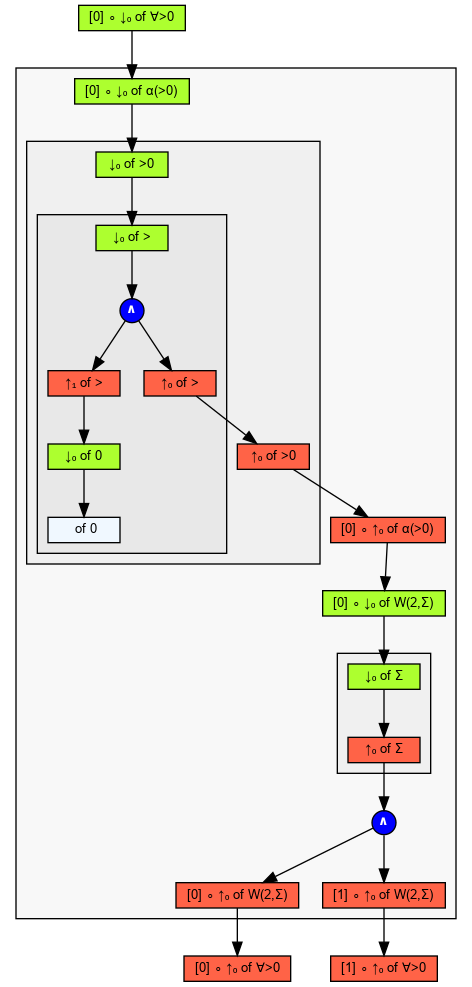 [0] ∘ ↓₀ of ∀>0
[0] ∘ ↓₀ of α(>0)
↓₀ of >0
↓₀ of >
∧
↑₁ of >
↑₀ of >
↓₀ of 0
↑₀ of >0
of 0
[0] ∘ ↑₀ of α(>0)
[0] ∘ ↓₀ of W(2,Σ)
↓₀ of Σ
↑₀ of Σ
∧
[0] ∘ ↑₀ of W(2,Σ)
[1] ∘ ↑₀ of W(2,Σ)
[0] ∘ ↑₀ of ∀>0
[1] ∘ ↑₀ of ∀>0